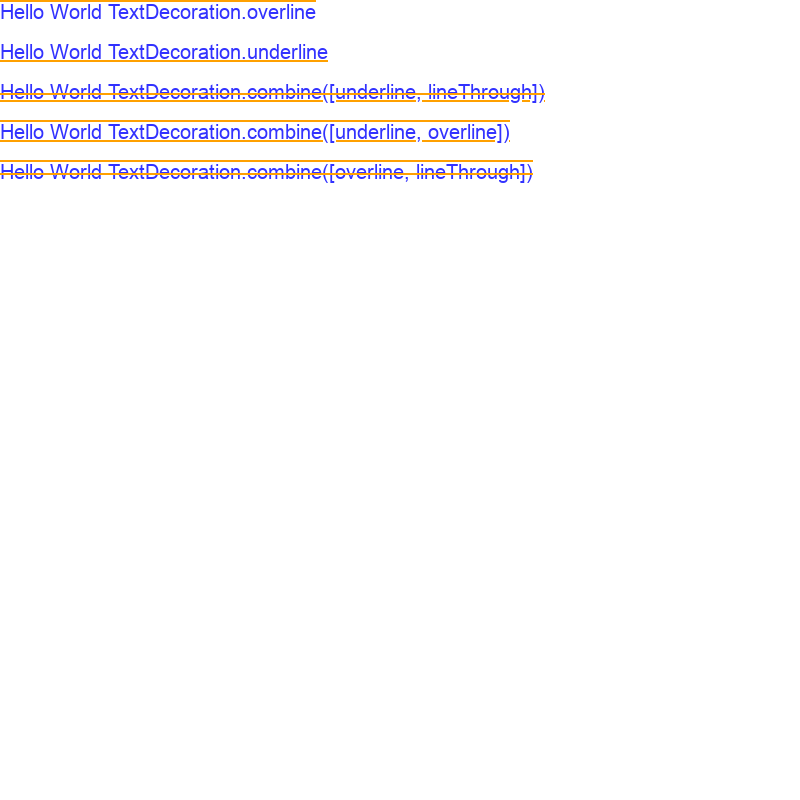 Hello World TextDecoration.overline
Hello World TextDecoration.underline
Hello World TextDecoration.combine([underline, lineThrough])
Hello World TextDecoration.combine([underline, overline])
Hello World TextDecoration.combine([overline, lineThrough])